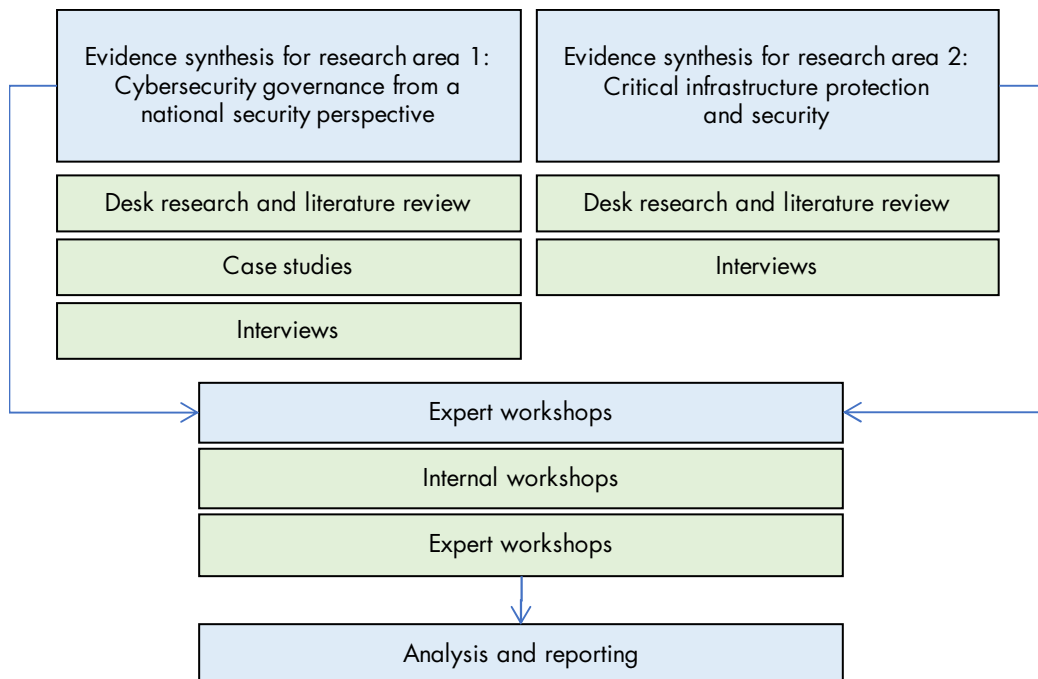 Evidence synthesis for research area 1:
Cybersecurity governance from a
national security perspective
Desk research and literature review
Case studies
Interviews
Evidence synthesis for research area 2:
Critical infrastructure protection
and security
Desk research and literature review
Interviews
Expert workshops
Internal workshops
Expert workshops
Analysis and reporting